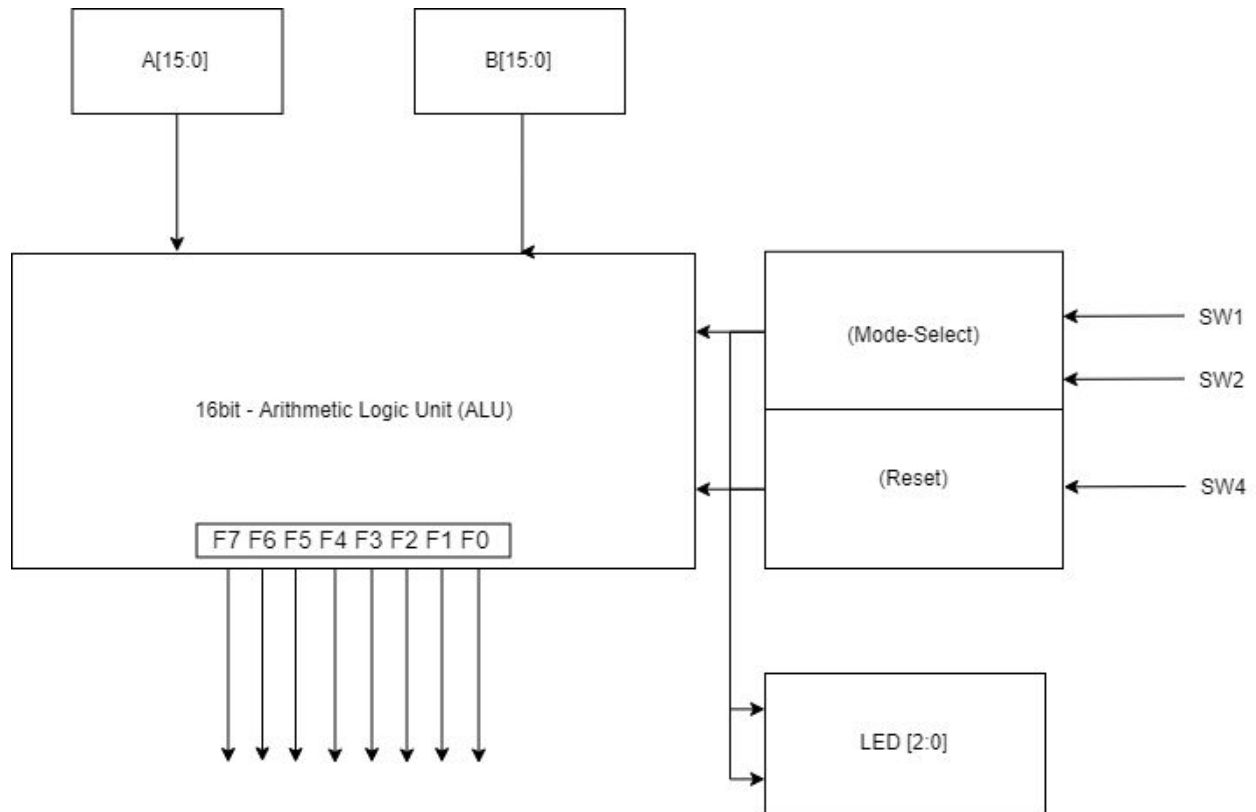 A[15:0]
B[15:0]
(Mode-Select)
SW1
SW2
16bit - Arithmetic Logic Unit (ALU)
(Reset)
SW4
F7 F6 F5 F4 F3 F2 F1 F0
LED [2:0]